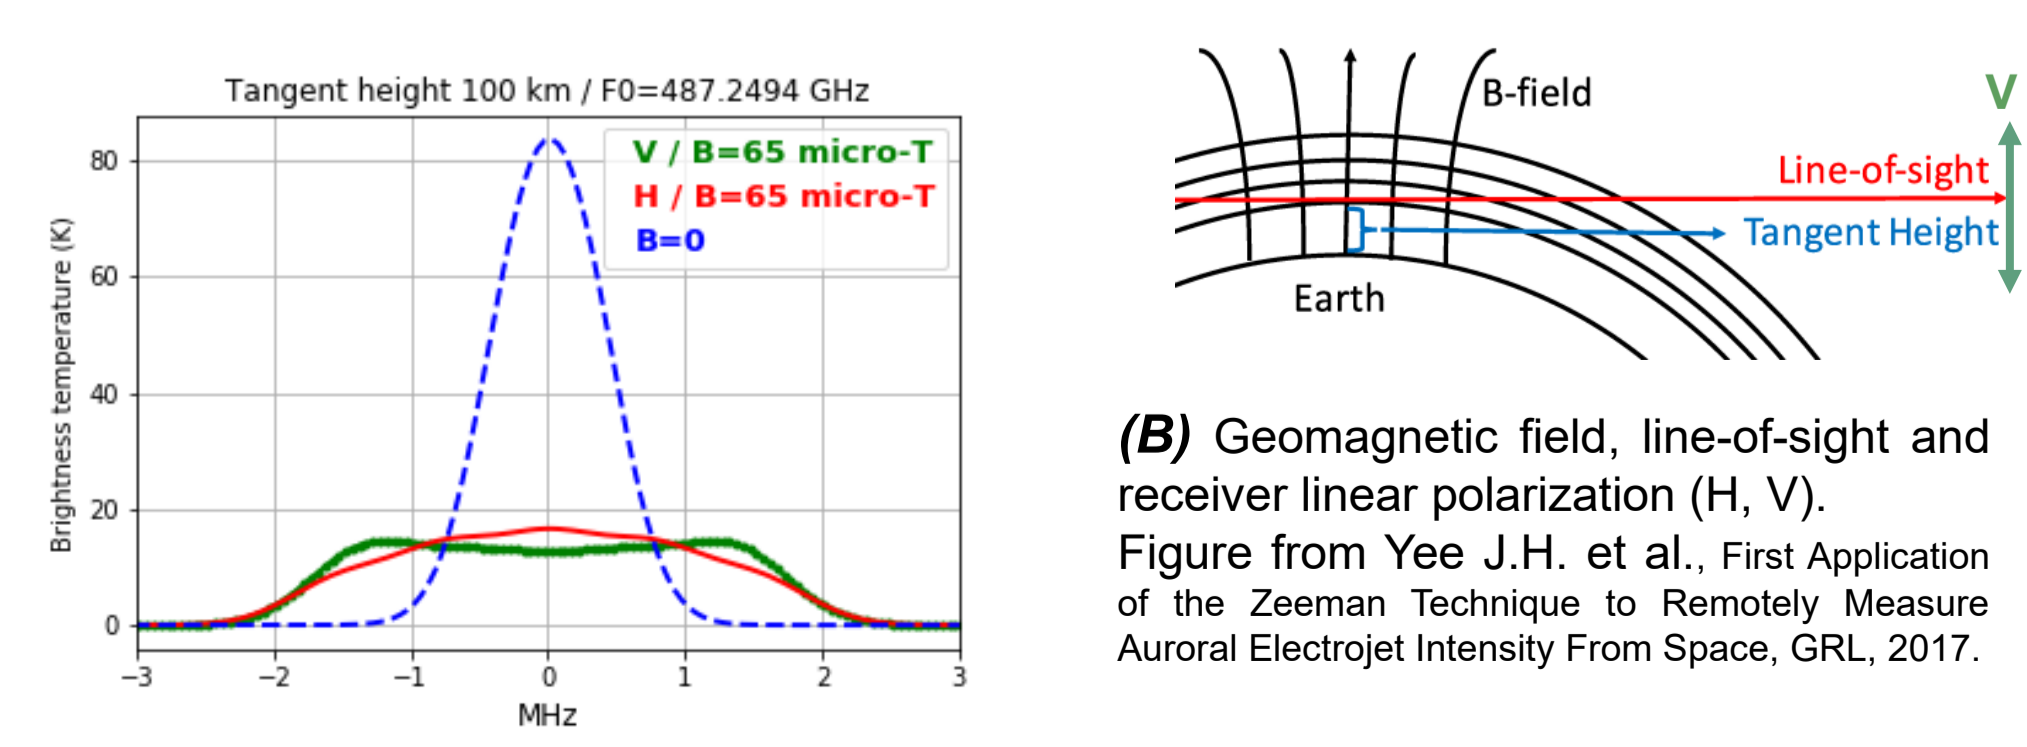 Tangent height 100 km / F0=487.2494 GHz
V / B=65 micro-T
H / B=65 micro-T
B=0
Brightness temperature (K)
80
60
40
20
0
−3
−2
−1
0
1
2
3
MHz
B-field
V
Line-of-sight
Tangent Height
Earth
(B) Geomagnetic field, line-of-sight and
receiver linear polarization (H, V).
Figure from Yee J.H. et al., First Application
of the Zeeman Technique to Remotely Measure
Auroral Electrojet Intensity From Space, GRL, 2017.